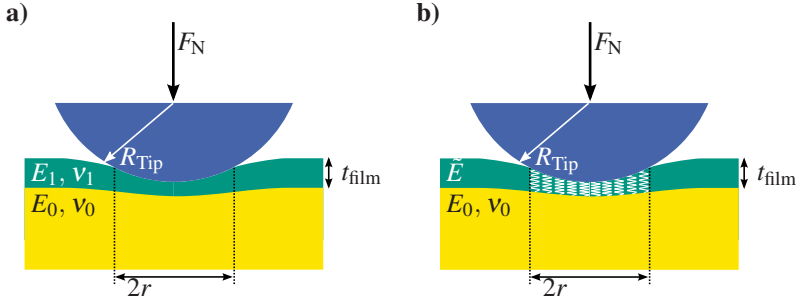 a)
F_N
R_Tip
E_1, ν_1
t_film
E_0, ν_0
2r
b)
F_N
R_Tip
Ẽ
t_film
E_0, ν_0
2r